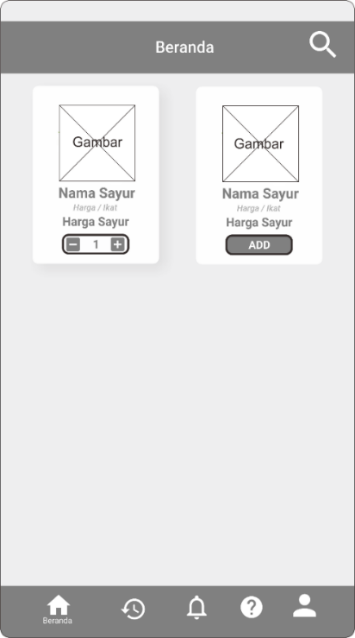 Beranda
Gambar
Nama Sayur
Harga / Ikat
Harga Sayur
1
Gambar
Nama Sayur
Harga / Ikat
Harga Sayur
ADD
Beranda